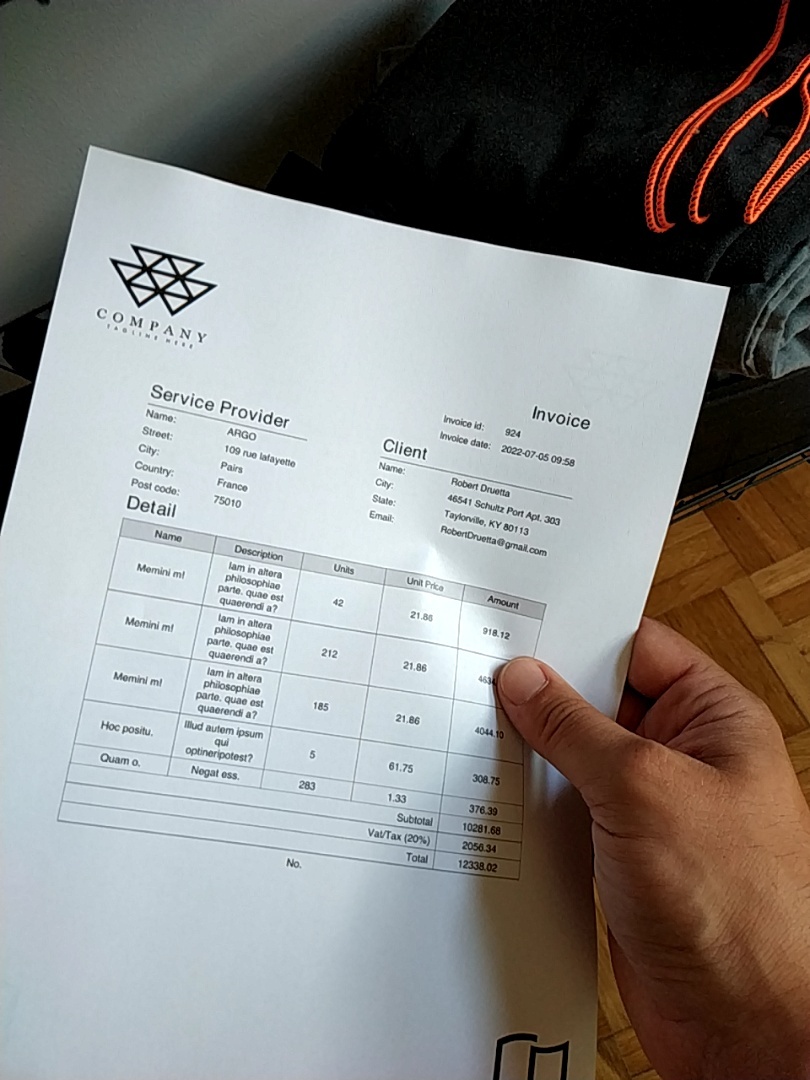 COMPANY
TAGLINE HERE
Invoice
Invoice id: 924
Invoice date: 2022-07-05 09:58
Service Provider
Name: ARGO
Street: 109 rue lafayette
City: Pairs
Country: France
Post code: 75010
Client
Name: Robert Druetta
City: 46541 Schultz Port Apt. 303
State: Taylorville, KY 80113
Email: RobertDruetta@gmail.com
Detail
Name Description Units Unit Price Amount
Memini m! Iam in altera philosophiae parte. quae est quaerendi a? 42 21.86 918.12
Memini m! Iam in altera philosophiae parte. quae est quaerendi a? 212 21.86
Memini m! Iam in altera philosophiae parte. quae est quaerendi a? 185 21.86 4044.10
Hoc positu. Illud autem ipsum qui optineripotest? 5 61.75 308.75
Quam o. Negat ess. 283 1.33 376.39
Subtotal 10281.68
Vat/Tax (20%) 2056.34
Total 12338.02
No.